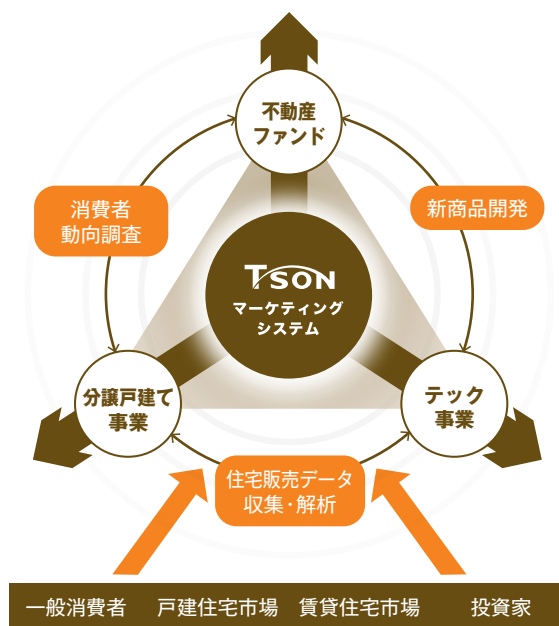 不動産
ファンド
消費者
動向調査
新商品開発
TSON
マーケティング
システム
分譲戸建て
事業
テック
事業
住宅販売データ
収集・解析
一般消費者 戸建住宅市場 賃貸住宅市場 投資家